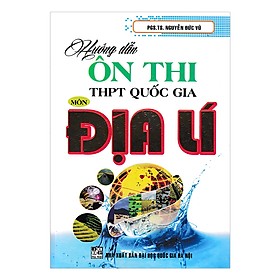 PGS.TS. NGUYỄN ĐỨC VŨ
Hướng dẫn
ÔN THI
THPT QUỐC GIA
MÔN
ĐỊA LÍ
NHÀ XUẤT BẢN ĐẠI HỌC QUỐC GIA HÀ NỘI